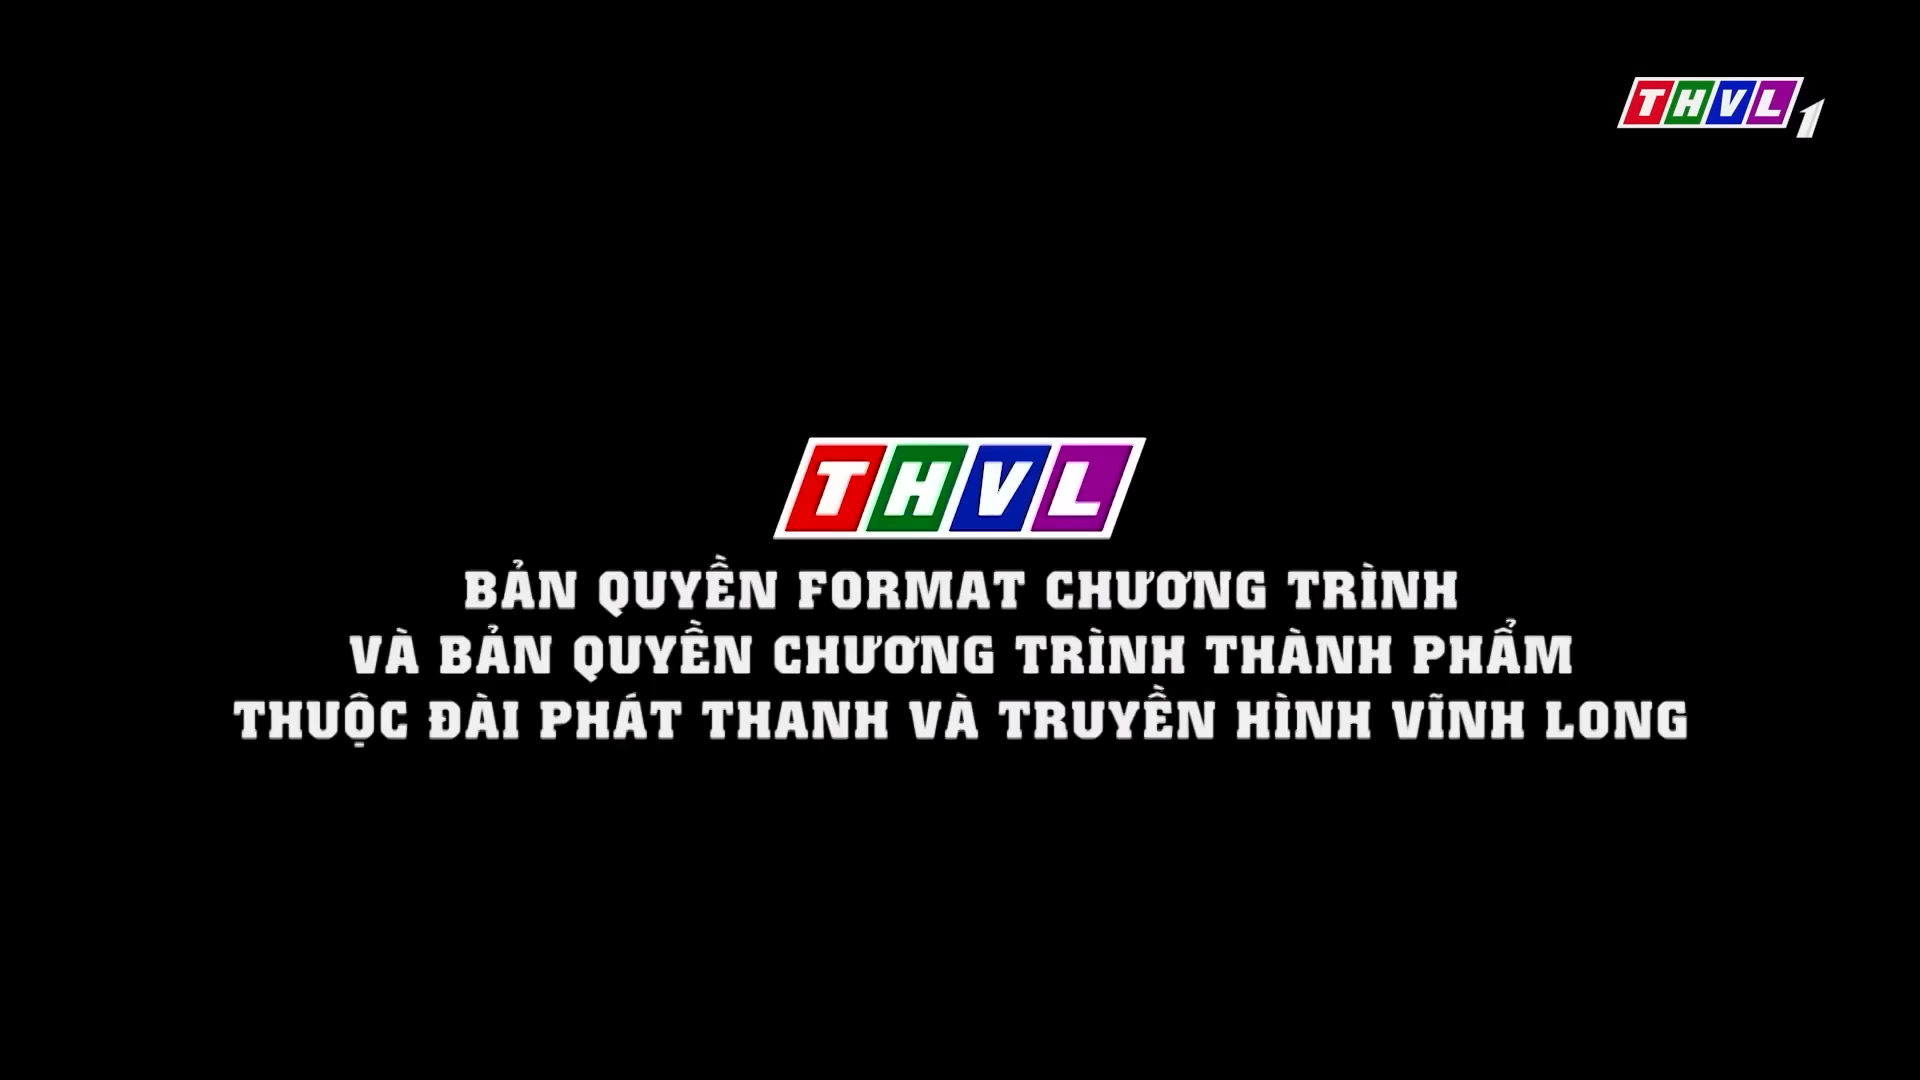 THVL1
THVL
BẢN QUYỀN FORMAT CHƯƠNG TRÌNH
VÀ BẢN QUYỀN CHƯƠNG TRÌNH THÀNH PHẨM
THUỘC ĐÀI PHÁT THANH VÀ TRUYỀN HÌNH VĨNH LONG